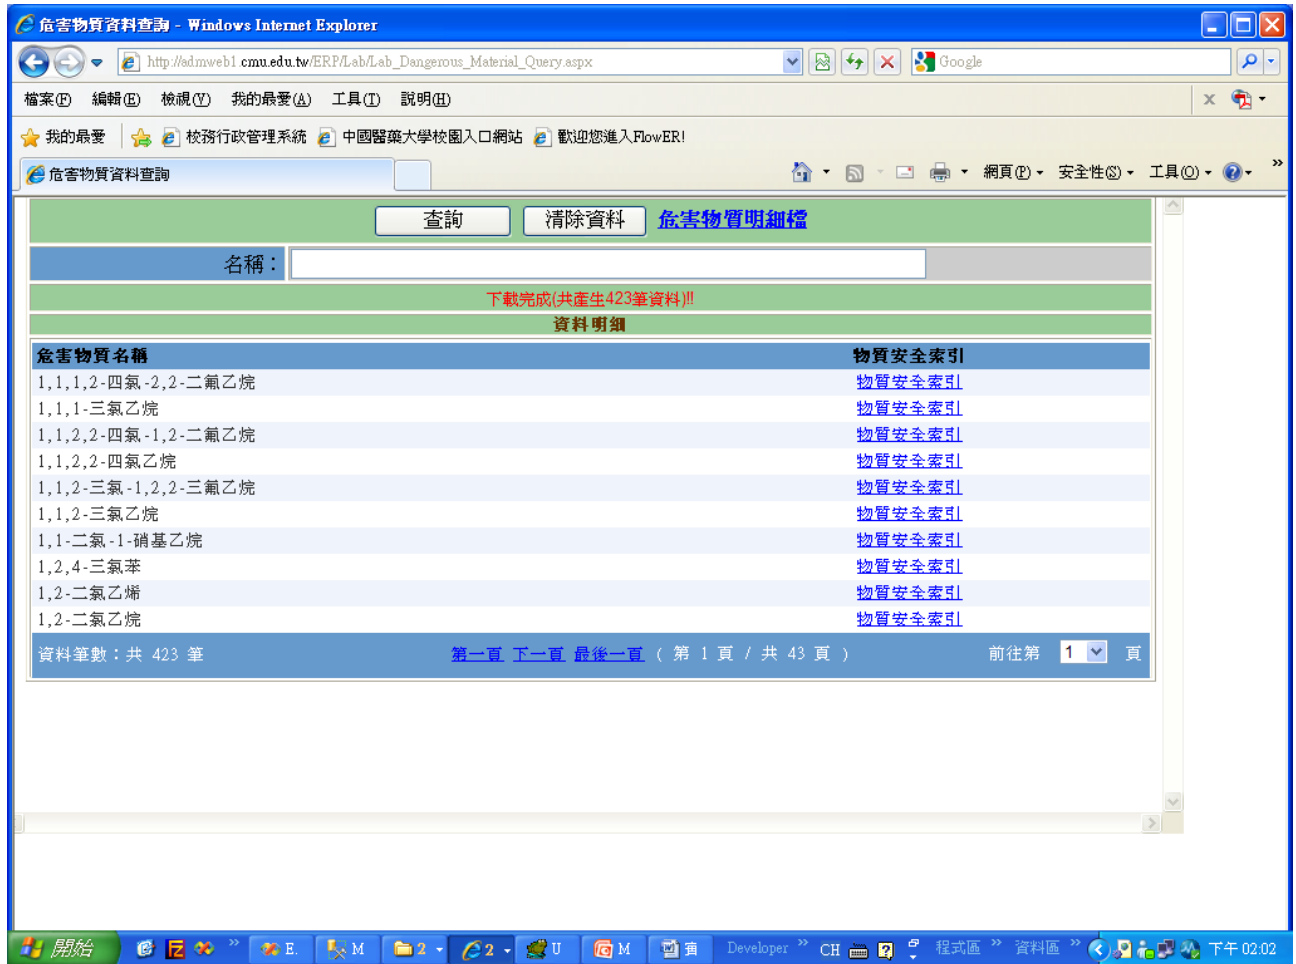 危害物質資料查詢 - Windows Internet Explorer
http://admweb1.cmu.edu.tw/ERP/Lab/Lab_Dangerous_Material_Query.aspx
Google
檔案(F) 編輯(E) 檢視(V) 我的最愛(A) 工具(T) 說明(H)
我的最愛 校務行政管理系統 中國醫藥大學校園入口網站 歡迎您進入FlowER!
危害物質資料查詢 網頁(P) 安全性(S) 工具(O)
查詢 清除資料 危害物質明細檔
名稱：
下載完成(共產生423筆資料)!!
資料明細
危害物質名稱 物質安全索引
1,1,1,2-四氯-2,2-二氟乙烷 物質安全索引
1,1,1-三氯乙烷 物質安全索引
1,1,2,2-四氯-1,2-二氟乙烷 物質安全索引
1,1,2,2-四氯乙烷 物質安全索引
1,1,2-三氯-1,2,2-三氟乙烷 物質安全索引
1,1,2-三氯乙烷 物質安全索引
1,1-二氯-1-硝基乙烷 物質安全索引
1,2,4-三氯苯 物質安全索引
1,2-二氯乙烯 物質安全索引
1,2-二氯乙烷 物質安全索引
資料筆數：共 423 筆 第一頁 下一頁 最後一頁 ( 第 1 頁 / 共 43 頁 ) 前往第 1 頁
開始 E. M 2 2 U M Developer » CH 程式區 » 資料區 » 下午 02:02